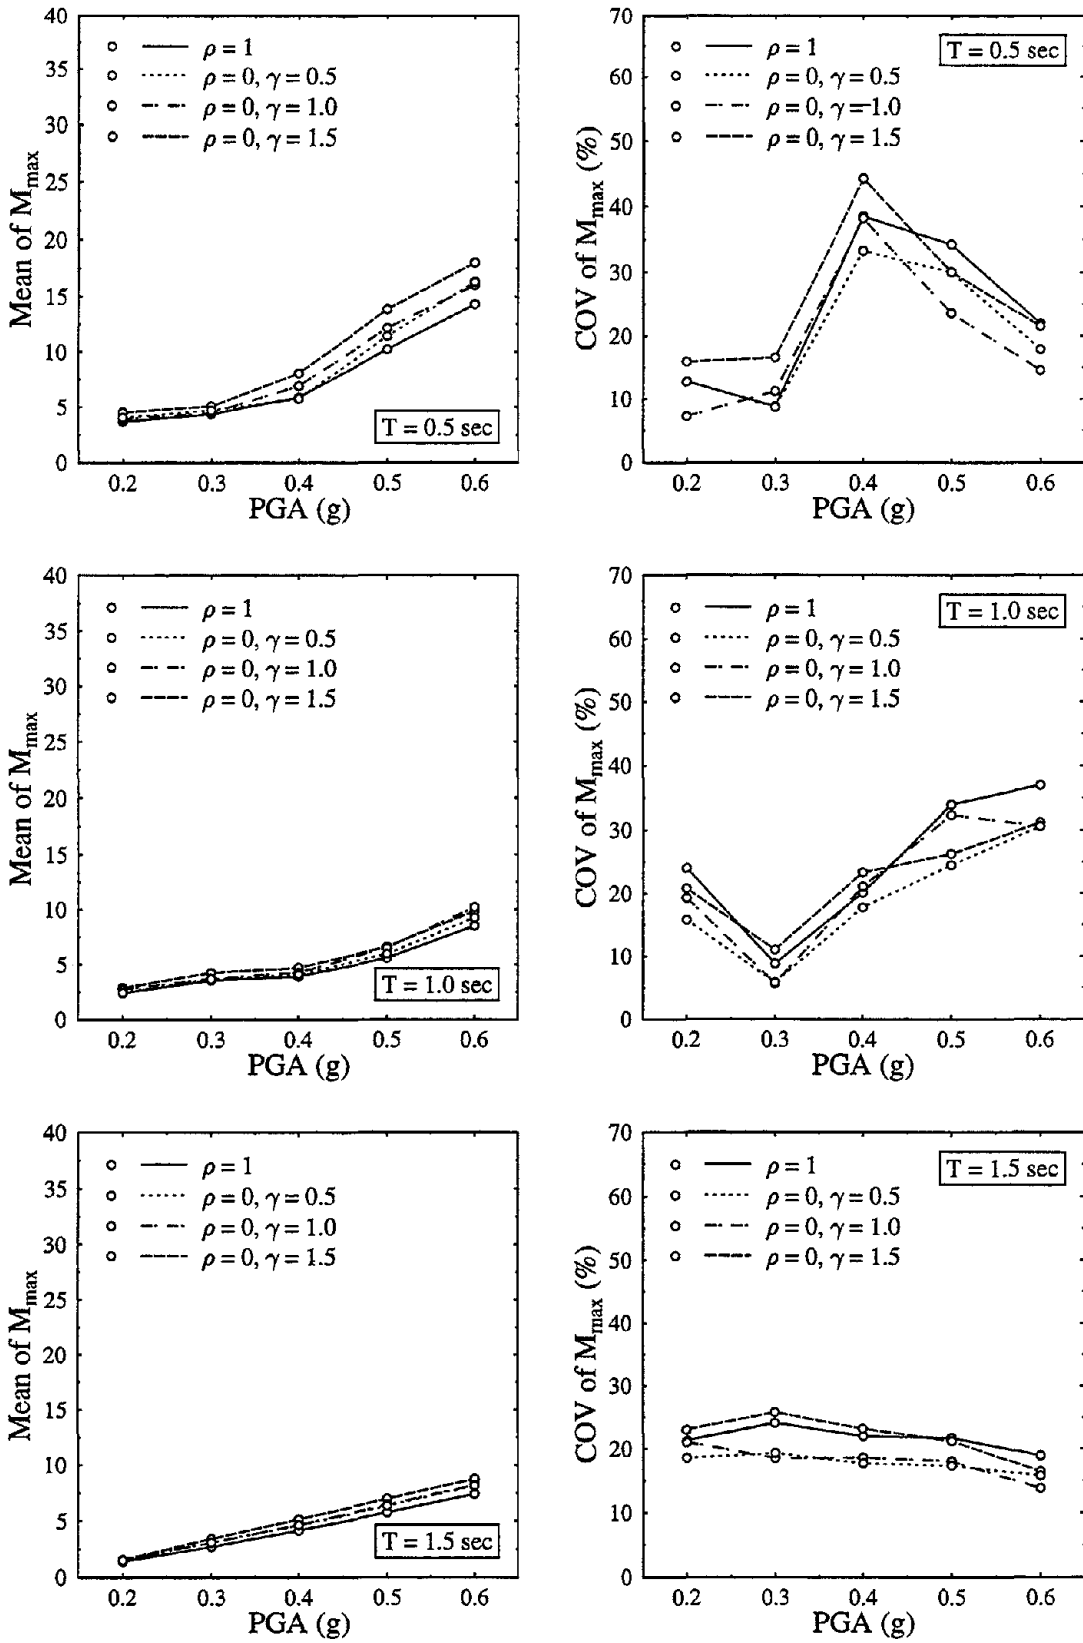 40
35
30
25
20
15
10
5
0
Mean of M_max
ρ = 1
ρ = 0, γ = 0.5
ρ = 0, γ = 1.0
ρ = 0, γ = 1.5
T = 0.5 sec
0.2 0.3 0.4 0.5 0.6
PGA (g)
70
60
50
40
30
20
10
0
COV of M_max (%)
ρ = 1
ρ = 0, γ = 0.5
ρ = 0, γ = 1.0
ρ = 0, γ = 1.5
T = 0.5 sec
0.2 0.3 0.4 0.5 0.6
PGA (g)
40
35
30
25
20
15
10
5
0
Mean of M_max
ρ = 1
ρ = 0, γ = 0.5
ρ = 0, γ = 1.0
ρ = 0, γ = 1.5
T = 1.0 sec
0.2 0.3 0.4 0.5 0.6
PGA (g)
70
60
50
40
30
20
10
0
COV of M_max (%)
ρ = 1
ρ = 0, γ = 0.5
ρ = 0, γ = 1.0
ρ = 0, γ = 1.5
T = 1.0 sec
0.2 0.3 0.4 0.5 0.6
PGA (g)
40
35
30
25
20
15
10
5
0
Mean of M_max
ρ = 1
ρ = 0, γ = 0.5
ρ = 0, γ = 1.0
ρ = 0, γ = 1.5
T = 1.5 sec
0.2 0.3 0.4 0.5 0.6
PGA (g)
70
60
50
40
30
20
10
0
COV of M_max (%)
ρ = 1
ρ = 0, γ = 0.5
ρ = 0, γ = 1.0
ρ = 0, γ = 1.5
T = 1.5 sec
0.2 0.3 0.4 0.5 0.6
PGA (g)